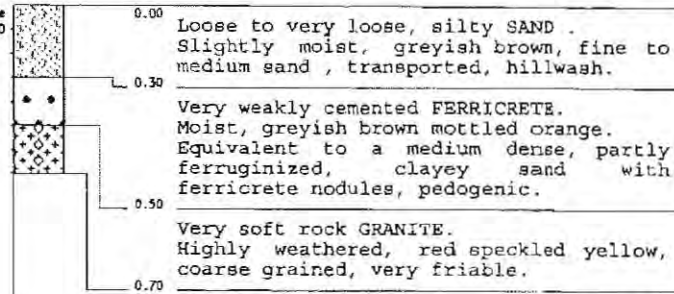 0.00
Loose to very loose, silty SAND .
Slightly moist, greyish brown, fine to
medium sand , transported, hillwash.
0.30
Very weakly cemented FERRICRETE.
Moist, greyish brown mottled orange.
Equivalent to a medium dense, partly
ferruginized, clayey sand with
ferricrete nodules, pedogenic.
0.50
Very soft rock GRANITE.
Highly weathered, red speckled yellow,
coarse grained, very friable.
0.70